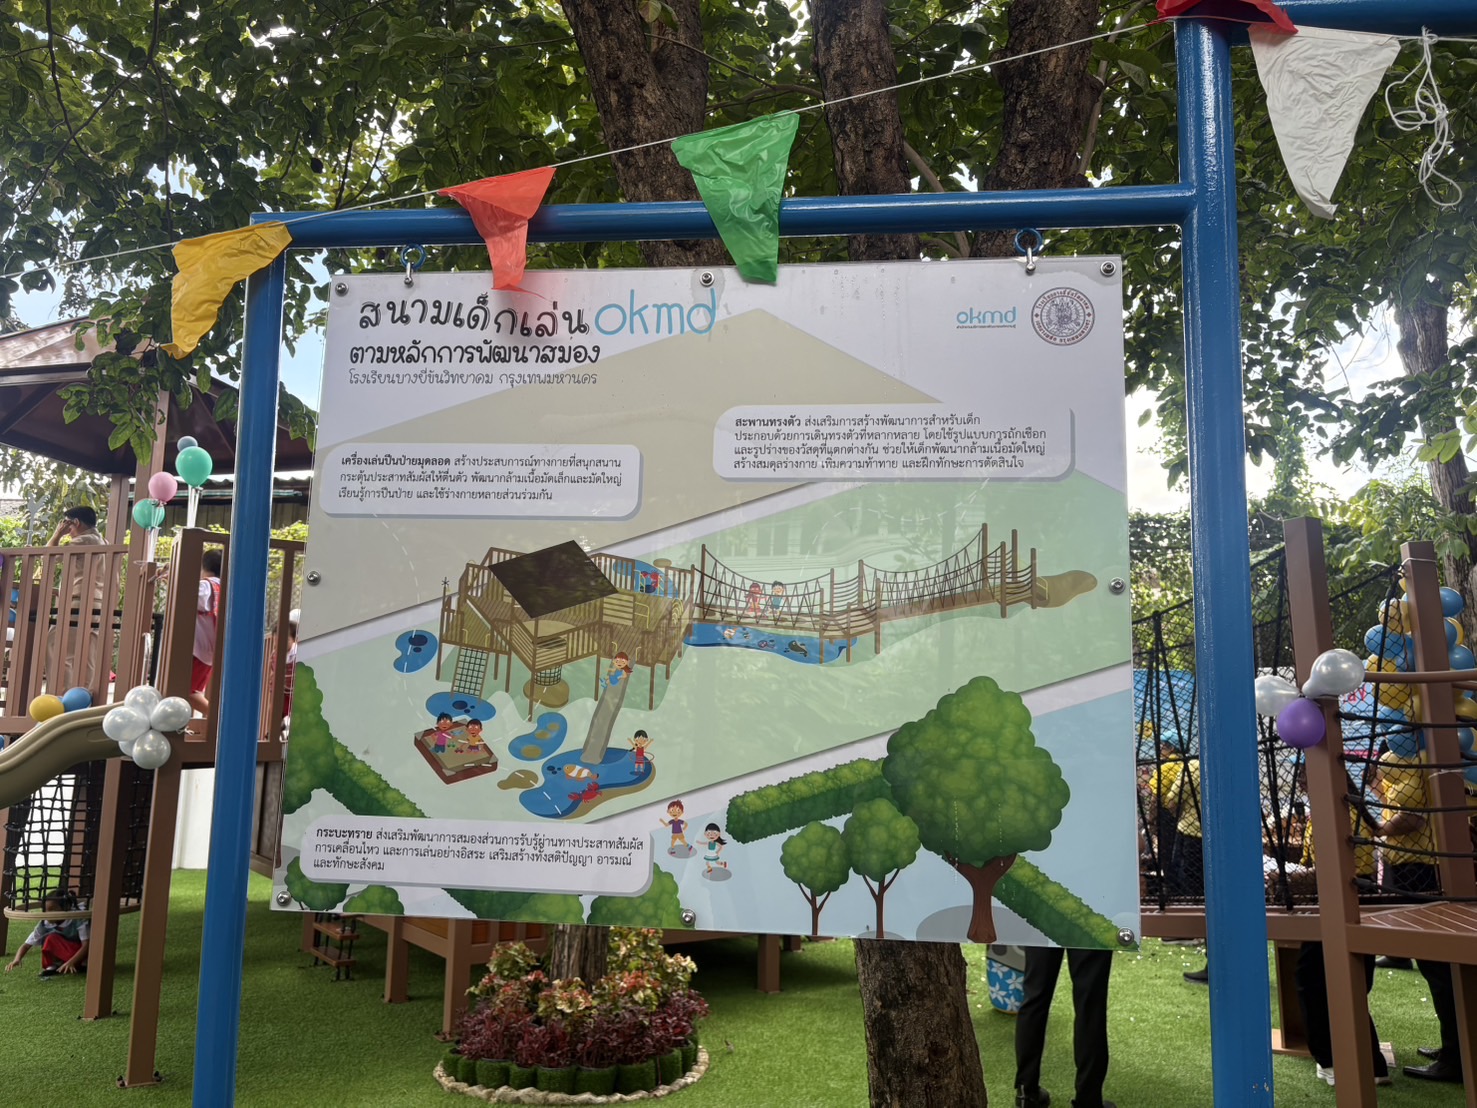 สนามเด็กเล่น okmd
ตามหลักการพัฒนาสมอง
โรงเรียนบางยี่ขันวิทยาคม กรุงเทพมหานคร
okmd
เครื่องเล่นปีนป่ายมุดลอด สร้างประสบการณ์ทางกายที่สนุกสนาน
กระตุ้นประสาทสัมผัสให้ตื่นตัว พัฒนากล้ามเนื้อมัดเล็กและมัดใหญ่
เรียนรู้การปีนป่าย และใช้ร่างกายหลายส่วนร่วมกัน
สะพานทรงตัว ส่งเสริมการสร้างพัฒนาการสำหรับเด็ก
ประกอบด้วยการเดินทรงตัวที่หลากหลาย โดยใช้รูปแบบการถักเชือก
และรูปร่างของวัสดุที่แตกต่างกัน ช่วยให้เด็กพัฒนากล้ามเนื้อมัดใหญ่
สร้างสมดุลร่างกาย เพิ่มความท้าทาย และฝึกทักษะการตัดสินใจ
กระบะทราย ส่งเสริมพัฒนาการสมองส่วนการรับรู้ผ่านทางประสาทสัมผัส
การเคลื่อนไหว และการเล่นอย่างอิสระ เสริมสร้างทั้งสติปัญญา อารมณ์
และทักษะสังคม